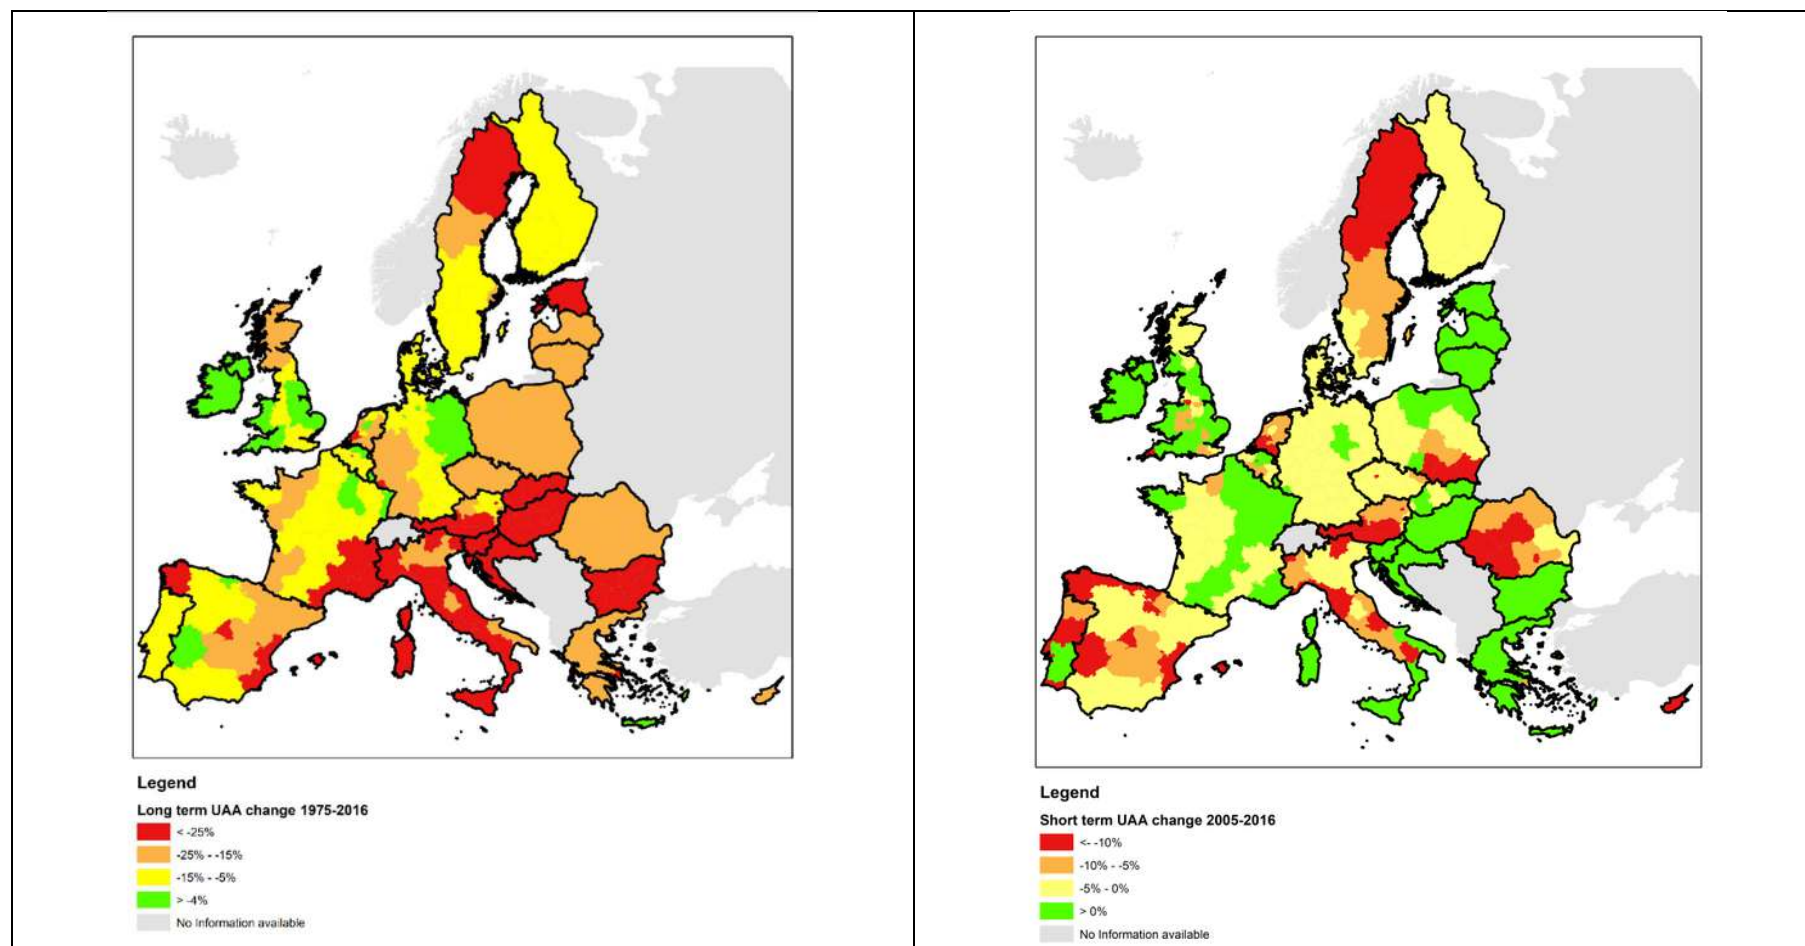 Legend
Long term UAA change 1975-2016
< -25%
-25% - -15%
-15% - -5%
> -4%
No Information available
Legend
Short term UAA change 2005-2016
<- -10%
-10% - -5%
-5% - 0%
> 0%
No Information available